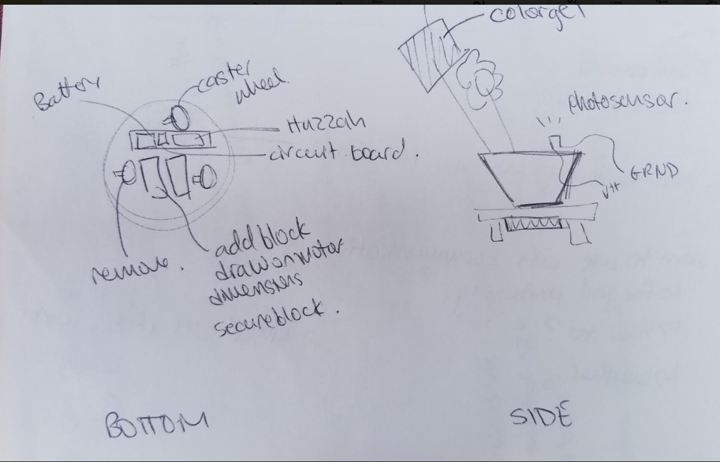 Battery
caster
wheel
Huzzah
circuit board.
remove.
add block
draw on motor
dimensions
secure block.
BOTTOM
colorgel
photosensor.
GRND
SIDE